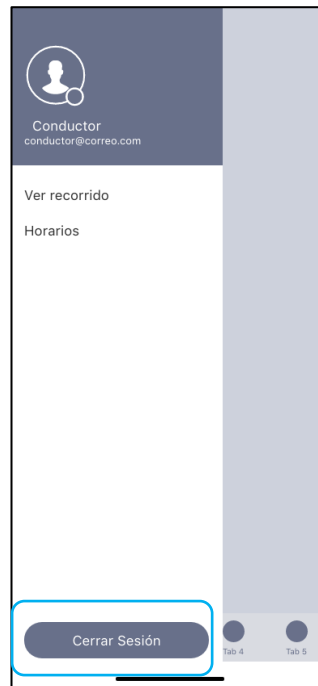 Conductor
conductor@correo.com
Ver recorrido
Horarios
Cerrar Sesión
Tab 4
Tab 5